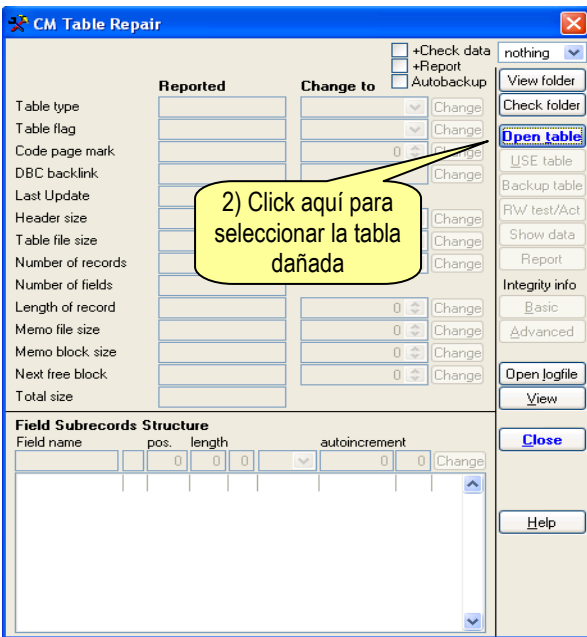 CM Table Repair
+Check data
+Report
Autobackup
nothing
Reported Change to
View folder
Table type Change
Check folder
Table flag Change
Open table
Code page mark 0 Change
USE table
DBC backlink Change
Backup table
Last Update
RW test/Act
Header size Change
Show data
Table file size Change
Report
Number of records Change
Number of fields
Integrity info
Length of record 0 Change
Basic
Memo file size 0 Change
Advanced
Memo block size 0 Change
Next free block 0 Change
Open logfile
Total size
View
2) Click aquí para
seleccionar la tabla
dañada
Field Subrecords Structure
Field name pos. length autoincrement
Close
0 0 0 0 0 Change
Help